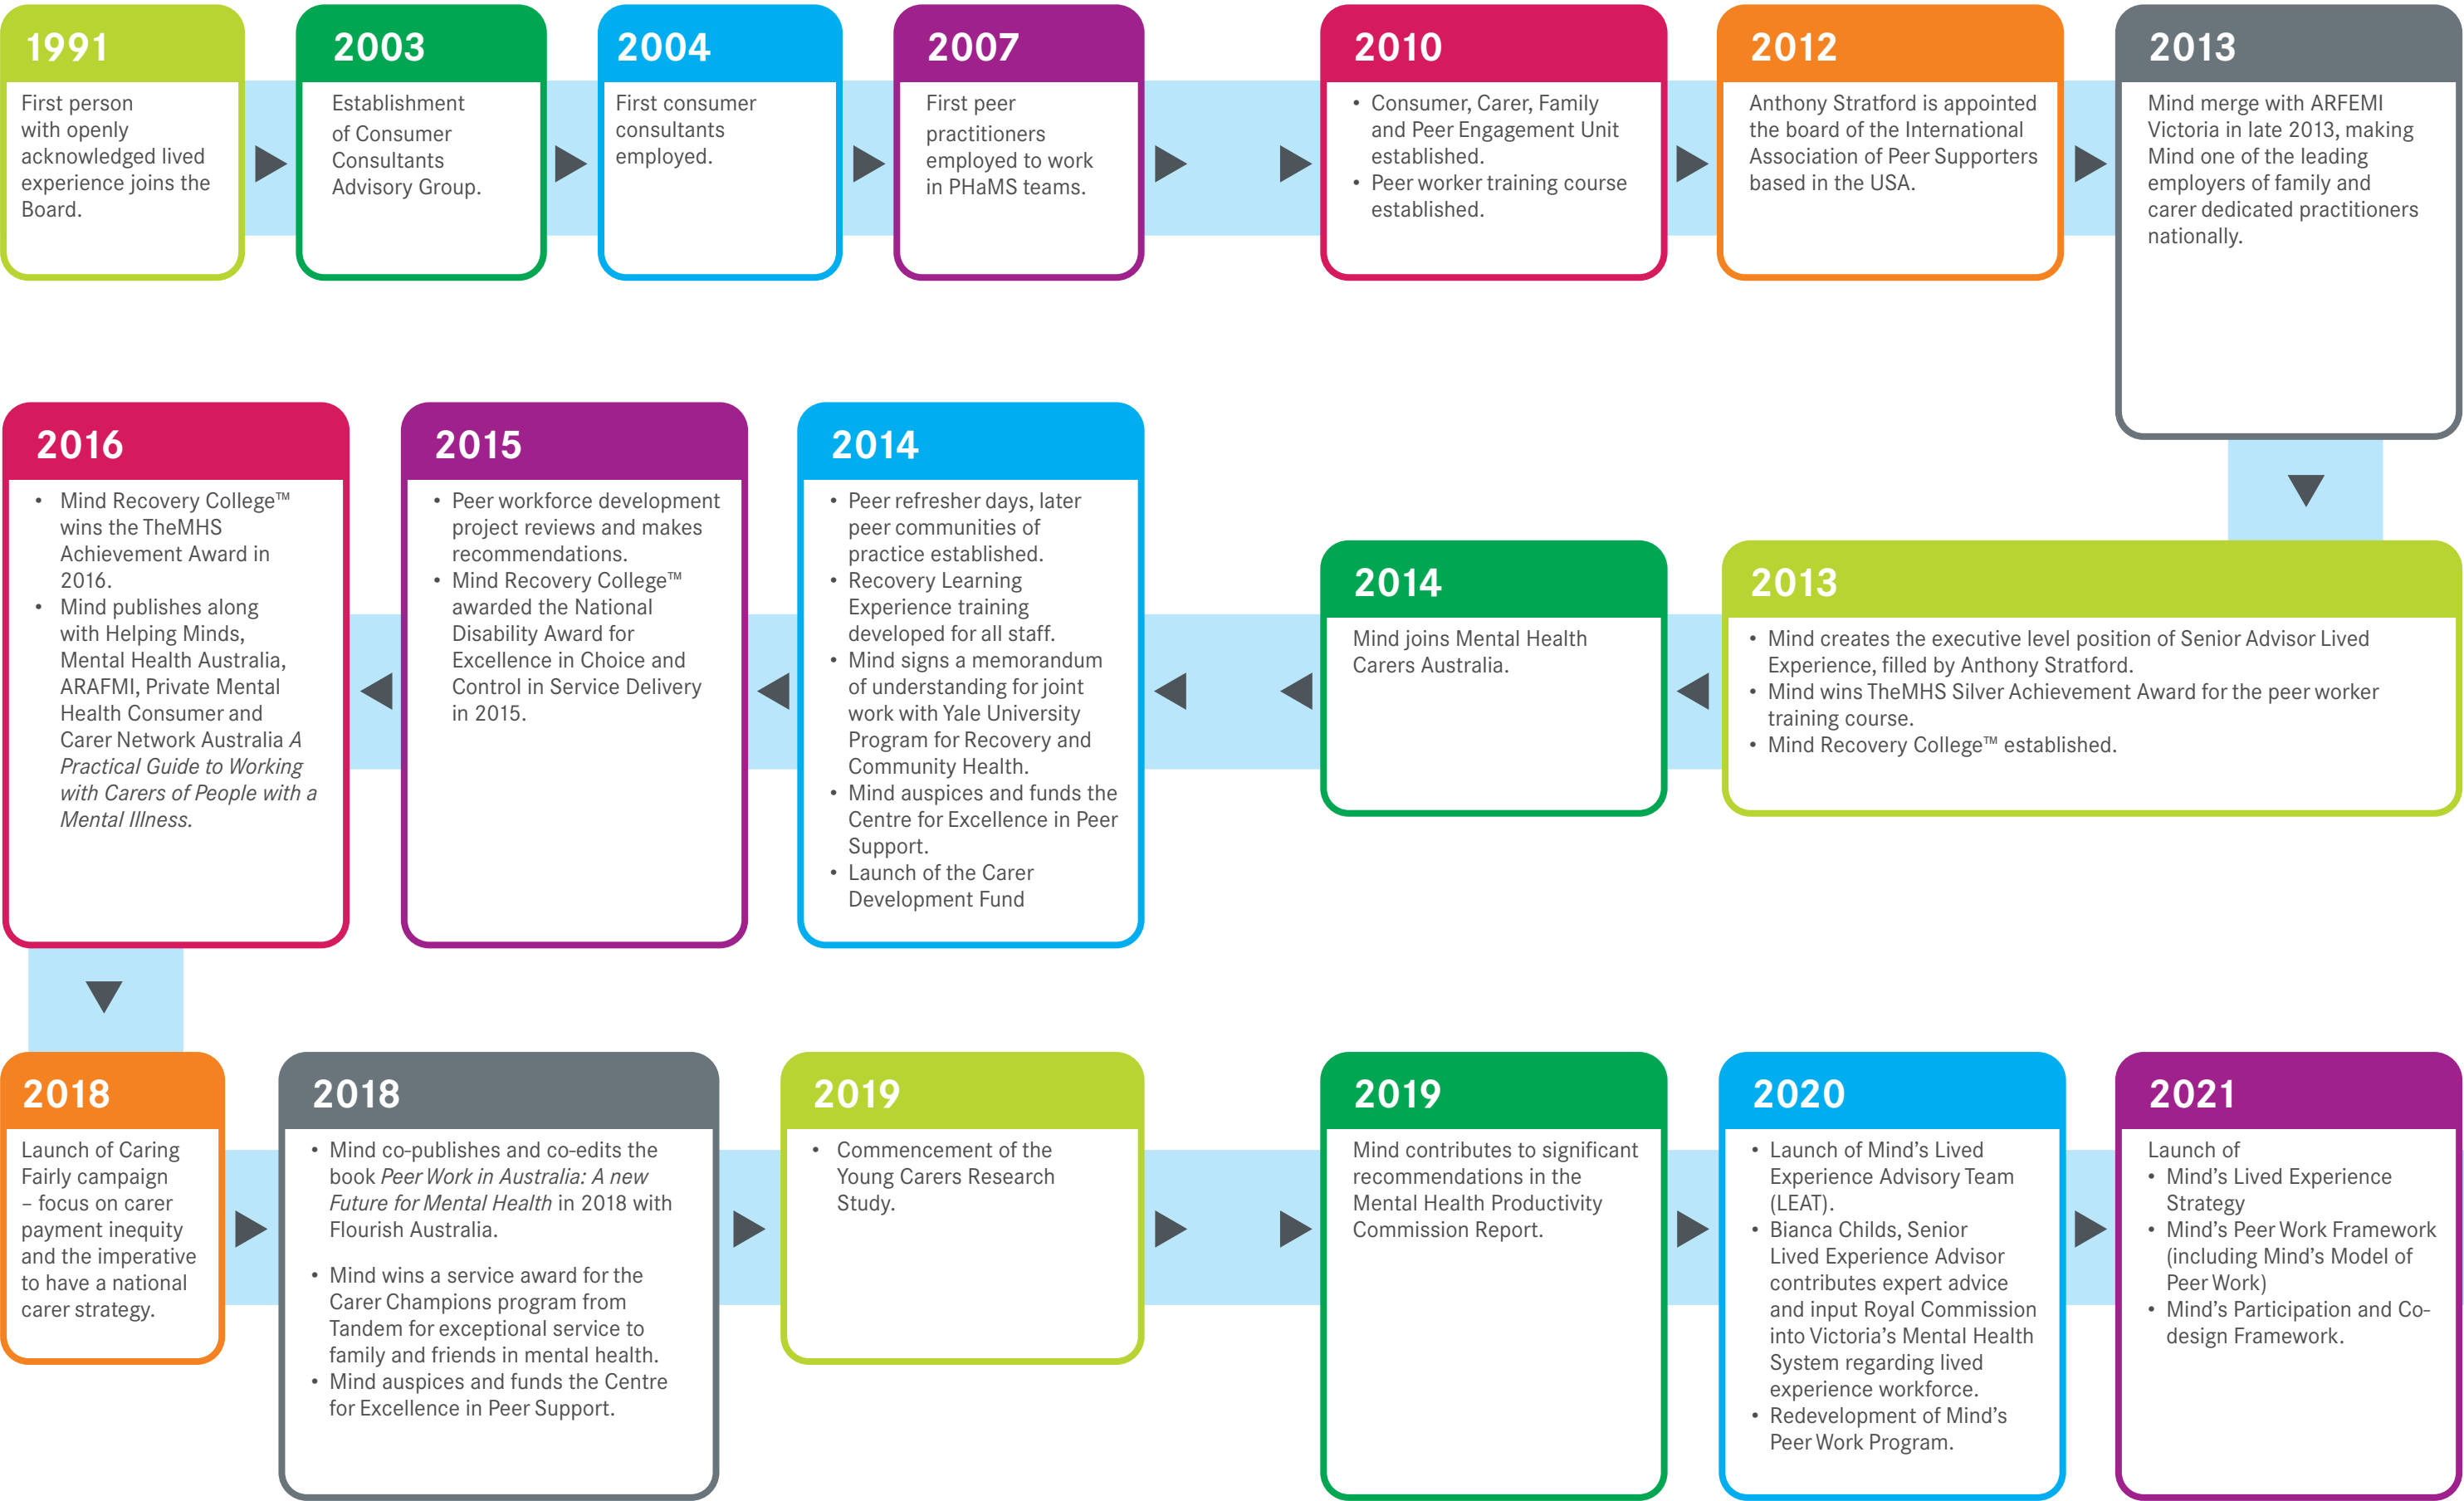 1991
First person
with openly
acknowledged lived
experience joins the
Board.
2003
Establishment
of Consumer
Consultants
Advisory Group.
2004
First consumer
consultants
employed.
2007
First peer
practitioners
employed to work
in PHaMS teams.
2010
• Consumer, Carer, Family
and Peer Engagement Unit
established.
• Peer worker training course
established.
2012
Anthony Stratford is appointed
the board of the International
Association of Peer Supporters
based in the USA.
2013
Mind merge with ARFEMI
Victoria in late 2013, making
Mind one of the leading
employers of family and
carer dedicated practitioners
nationally.
2013
• Mind creates the executive level position of Senior Advisor Lived
Experience, filled by Anthony Stratford.
• Mind wins TheMHS Silver Achievement Award for the peer worker
training course.
• Mind Recovery College™ established.
2014
Mind joins Mental Health
Carers Australia.
2014
• Peer refresher days, later
peer communities of
practice established.
• Recovery Learning
Experience training
developed for all staff.
• Mind signs a memorandum
of understanding for joint
work with Yale University
Program for Recovery and
Community Health.
• Mind auspices and funds the
Centre for Excellence in Peer
Support.
• Launch of the Carer
Development Fund
2015
• Peer workforce development
project reviews and makes
recommendations.
• Mind Recovery College™
awarded the National
Disability Award for
Excellence in Choice and
Control in Service Delivery
in 2015.
2016
• Mind Recovery College™
wins the TheMHS
Achievement Award in
2016.
• Mind publishes along
with Helping Minds,
Mental Health Australia,
ARAFMI, Private Mental
Health Consumer and
Carer Network Australia A
Practical Guide to Working
with Carers of People with a
Mental Illness.
2018
Launch of Caring
Fairly campaign
– focus on carer
payment inequity
and the imperative
to have a national
carer strategy.
2018
• Mind co-publishes and co-edits the
book Peer Work in Australia: A new
Future for Mental Health in 2018 with
Flourish Australia.
• Mind wins a service award for the
Carer Champions program from
Tandem for exceptional service to
family and friends in mental health.
• Mind auspices and funds the Centre
for Excellence in Peer Support.
2019
• Commencement of the
Young Carers Research
Study.
2019
Mind contributes to significant
recommendations in the
Mental Health Productivity
Commission Report.
2020
• Launch of Mind’s Lived
Experience Advisory Team
(LEAT).
• Bianca Childs, Senior
Lived Experience Advisor
contributes expert advice
and input Royal Commission
into Victoria’s Mental Health
System regarding lived
experience workforce.
• Redevelopment of Mind’s
Peer Work Program.
2021
Launch of
• Mind’s Lived Experience
Strategy
• Mind’s Peer Work Framework
(including Mind’s Model of
Peer Work)
• Mind’s Participation and Co-
design Framework.